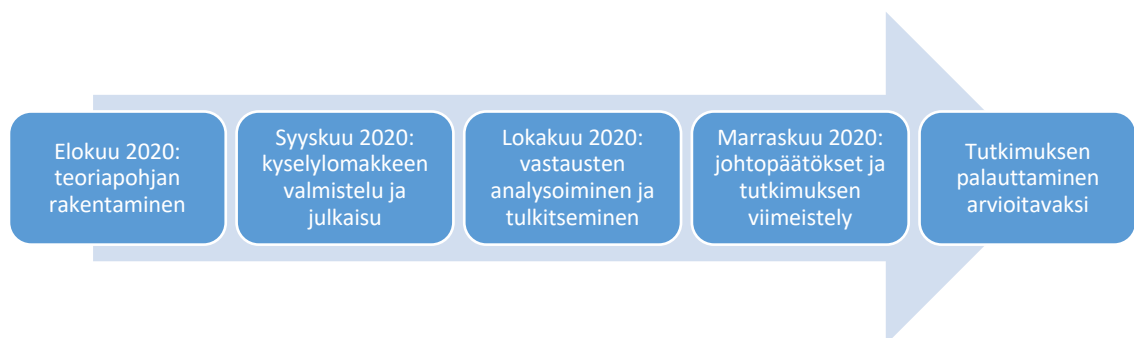 Elokuu 2020:
teoriapohjan
rakentaminen
Syyskuu 2020:
kyselylomakkeen
valmistelu ja
julkaisu
Lokakuu 2020:
vastausten
analysoiminen ja
tulkitseminen
Marraskuu 2020:
johtopäätökset ja
tutkimuksen
viimeistely
Tutkimuksen
palauttaminen
arvioitavaksi